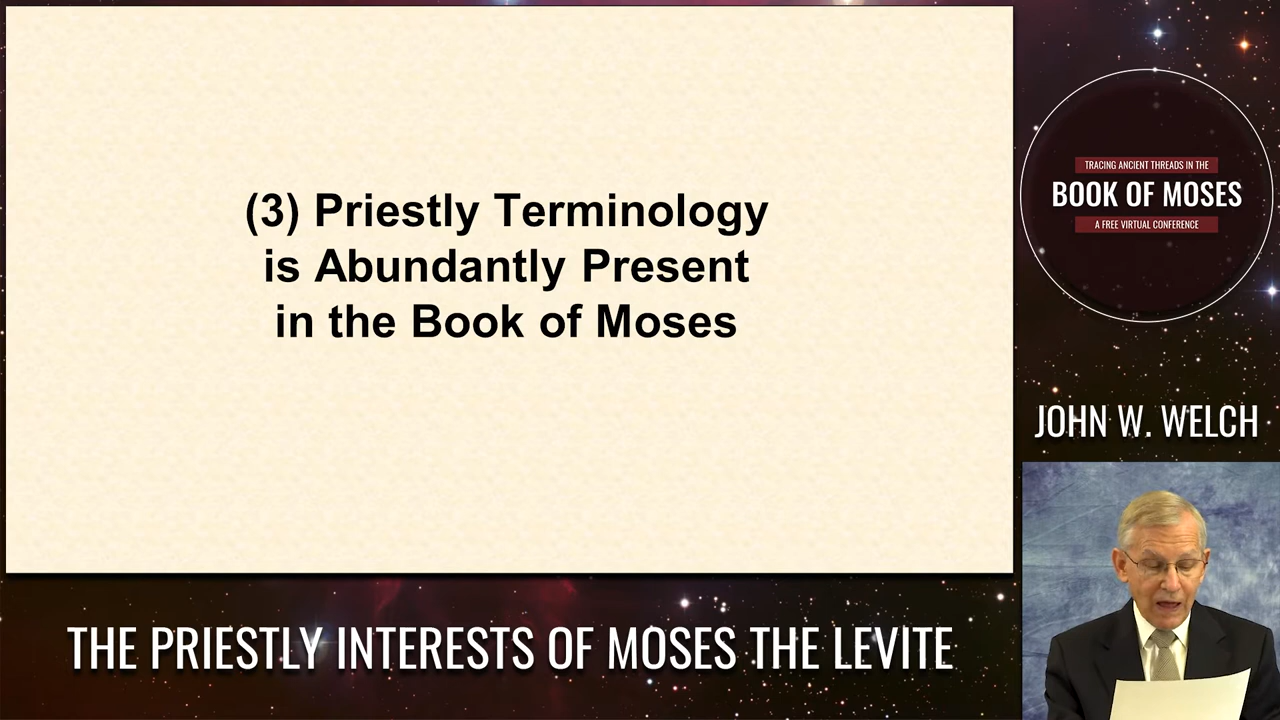 (3) Priestly Terminology
is Abundantly Present
in the Book of Moses
TRACING ANCIENT THREADS IN THE
BOOK OF MOSES
A FREE VIRTUAL CONFERENCE
JOHN W. WELCH
THE PRIESTLY INTERESTS OF MOSES THE LEVITE